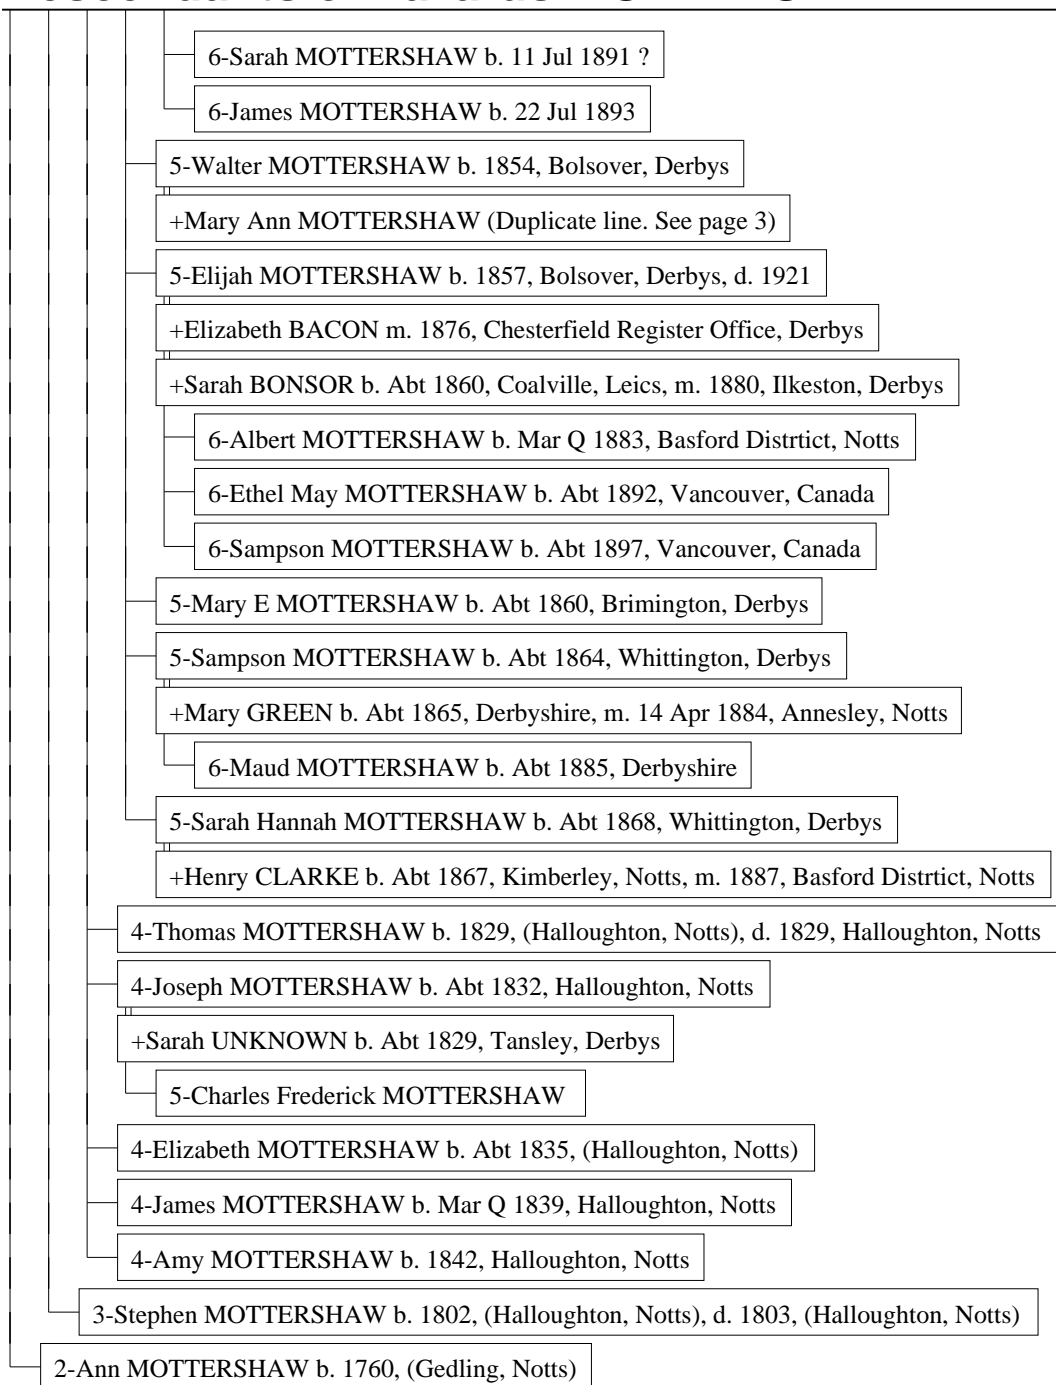 6-Sarah MOTTERSHAW b. 11 Jul 1891 ?
6-James MOTTERSHAW b. 22 Jul 1893
5-Walter MOTTERSHAW b. 1854, Bolsover, Derbys
+Mary Ann MOTTERSHAW (Duplicate line. See page 3)
5-Elijah MOTTERSHAW b. 1857, Bolsover, Derbys, d. 1921
+Elizabeth BACON m. 1876, Chesterfield Register Office, Derbys
+Sarah BONSOR b. Abt 1860, Coalville, Leics, m. 1880, Ilkeston, Derbys
6-Albert MOTTERSHAW b. Mar Q 1883, Basford Distrtict, Notts
6-Ethel May MOTTERSHAW b. Abt 1892, Vancouver, Canada
6-Sampson MOTTERSHAW b. Abt 1897, Vancouver, Canada
5-Mary E MOTTERSHAW b. Abt 1860, Brimington, Derbys
5-Sampson MOTTERSHAW b. Abt 1864, Whittington, Derbys
+Mary GREEN b. Abt 1865, Derbyshire, m. 14 Apr 1884, Annesley, Notts
6-Maud MOTTERSHAW b. Abt 1885, Derbyshire
5-Sarah Hannah MOTTERSHAW b. Abt 1868, Whittington, Derbys
+Henry CLARKE b. Abt 1867, Kimberley, Notts, m. 1887, Basford Distrtict, Notts
4-Thomas MOTTERSHAW b. 1829, (Halloughton, Notts), d. 1829, Halloughton, Notts
4-Joseph MOTTERSHAW b. Abt 1832, Halloughton, Notts
+Sarah UNKNOWN b. Abt 1829, Tansley, Derbys
5-Charles Frederick MOTTERSHAW
4-Elizabeth MOTTERSHAW b. Abt 1835, (Halloughton, Notts)
4-James MOTTERSHAW b. Mar Q 1839, Halloughton, Notts
4-Amy MOTTERSHAW b. 1842, Halloughton, Notts
3-Stephen MOTTERSHAW b. 1802, (Halloughton, Notts), d. 1803, (Halloughton, Notts)
2-Ann MOTTERSHAW b. 1760, (Gedling, Notts)